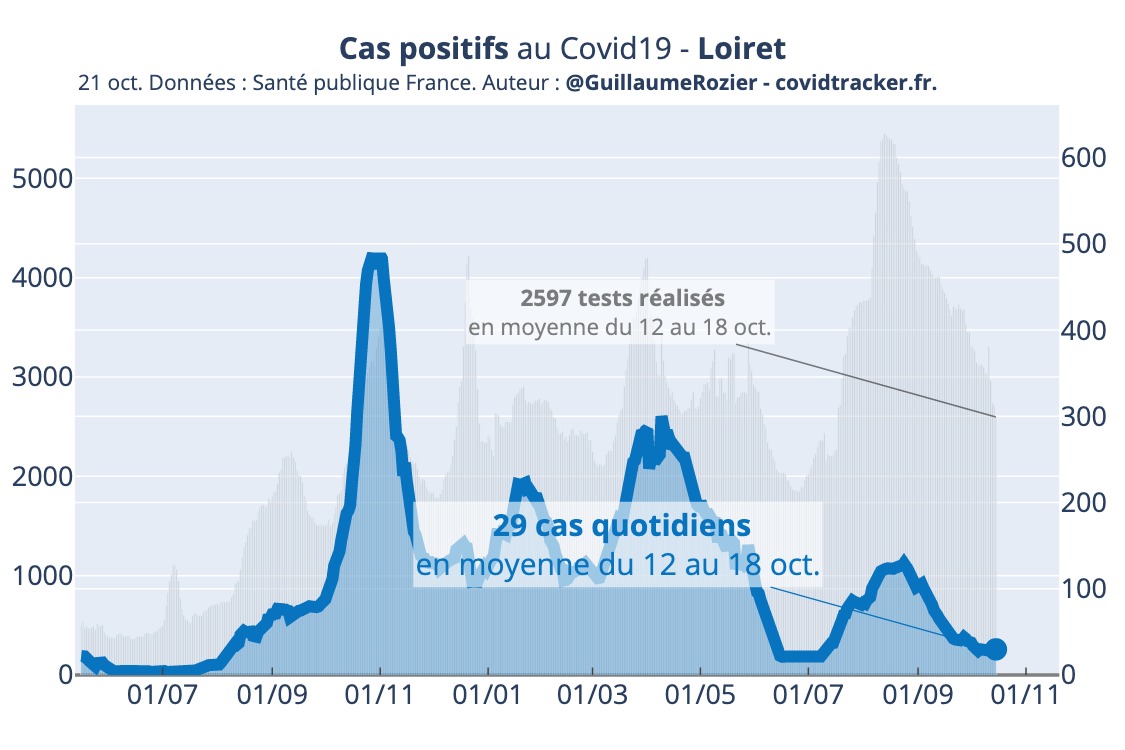 Cas positifs au Covid19 - Loiret
21 oct. Données : Santé publique France. Auteur : @GuillaumeRozier - covidtracker.fr.
600
5000
500
4000
2597 tests réalisés
en moyenne du 12 au 18 oct.
400
3000
300
2000
200
29 cas quotidiens
en moyenne du 12 au 18 oct.
1000
100
0
0
01/07 01/09 01/11 01/01 01/03 01/05 01/07 01/09 01/11